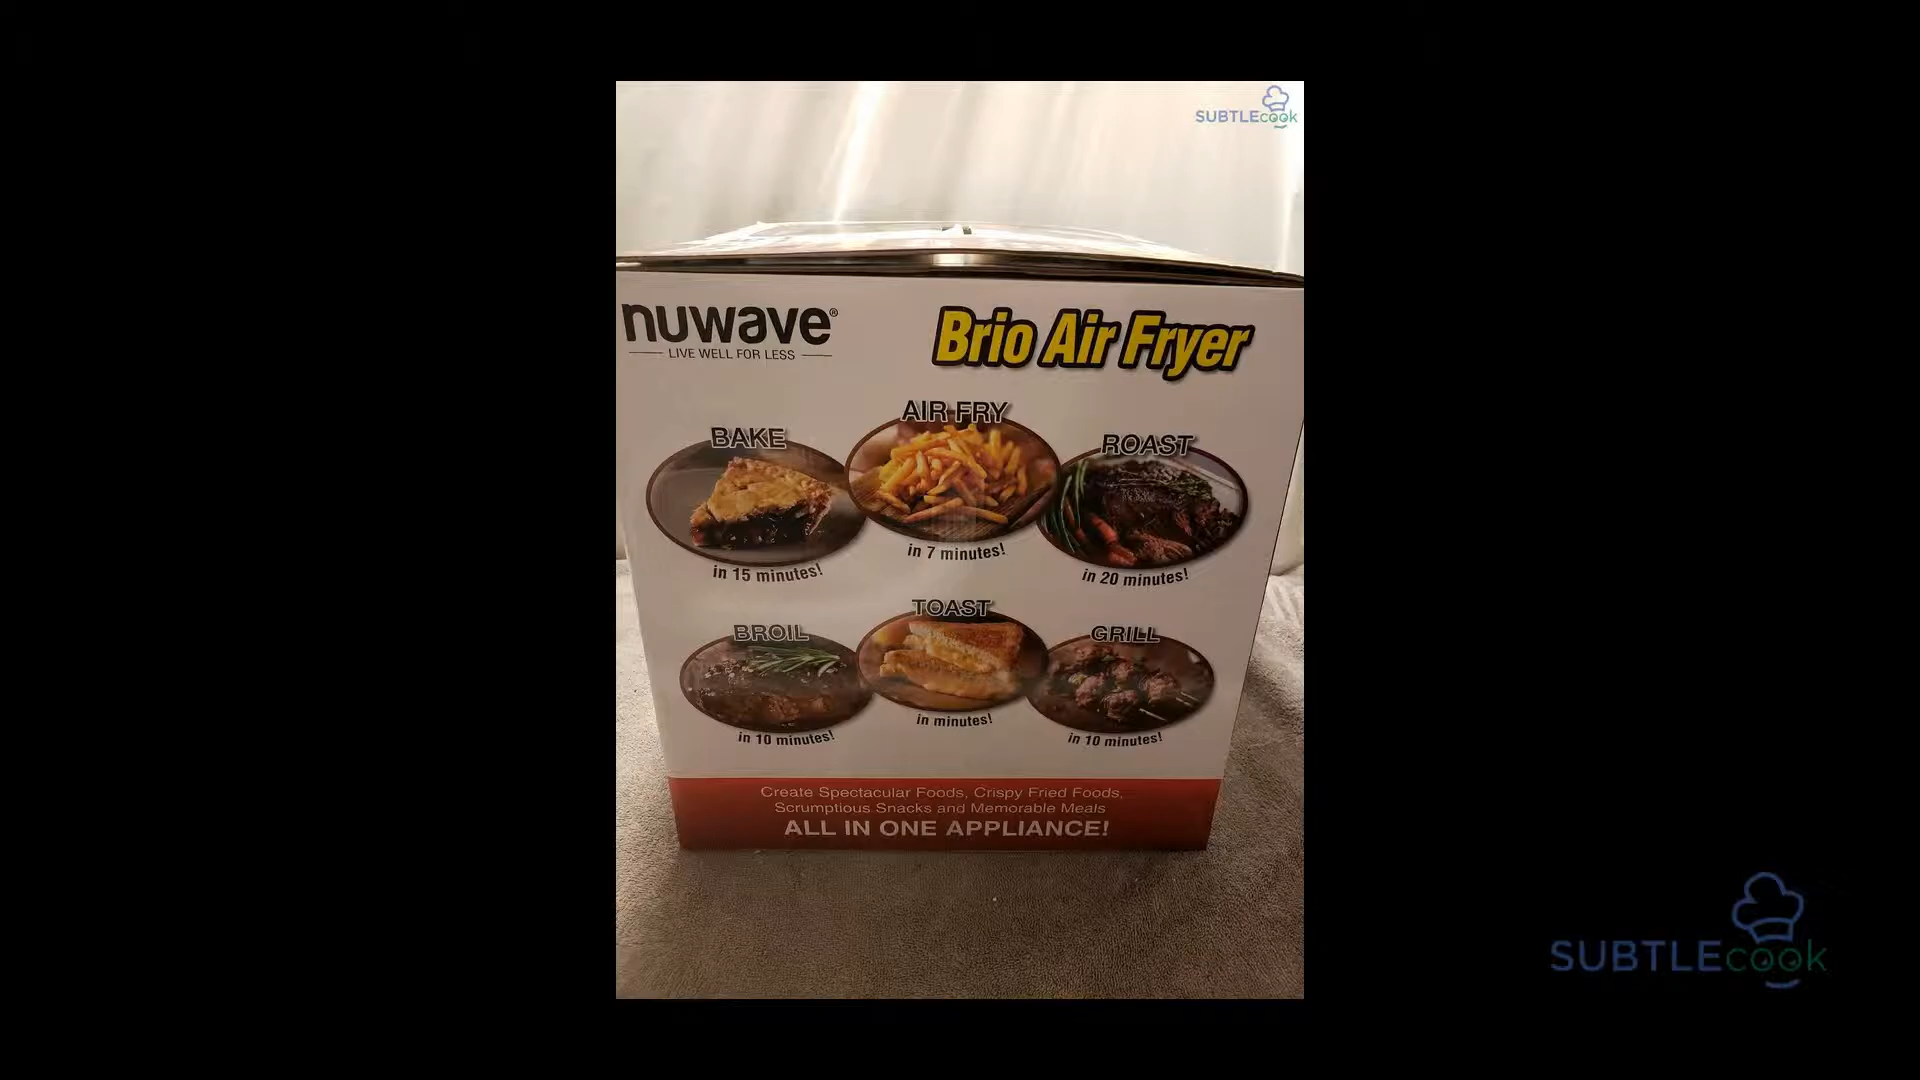 SUBTLEcook
nuwave®
LIVE WELL FOR LESS
Brio Air Fryer
BAKE
in 15 minutes!
AIR FRY
in 7 minutes!
ROAST
in 20 minutes!
BROIL
in 10 minutes!
TOAST
in minutes!
GRILL
in 10 minutes!
Create Spectacular Foods, Crispy Fried Foods,
Scrumptious Snacks and Memorable Meals
ALL IN ONE APPLIANCE!
SUBTLEcook